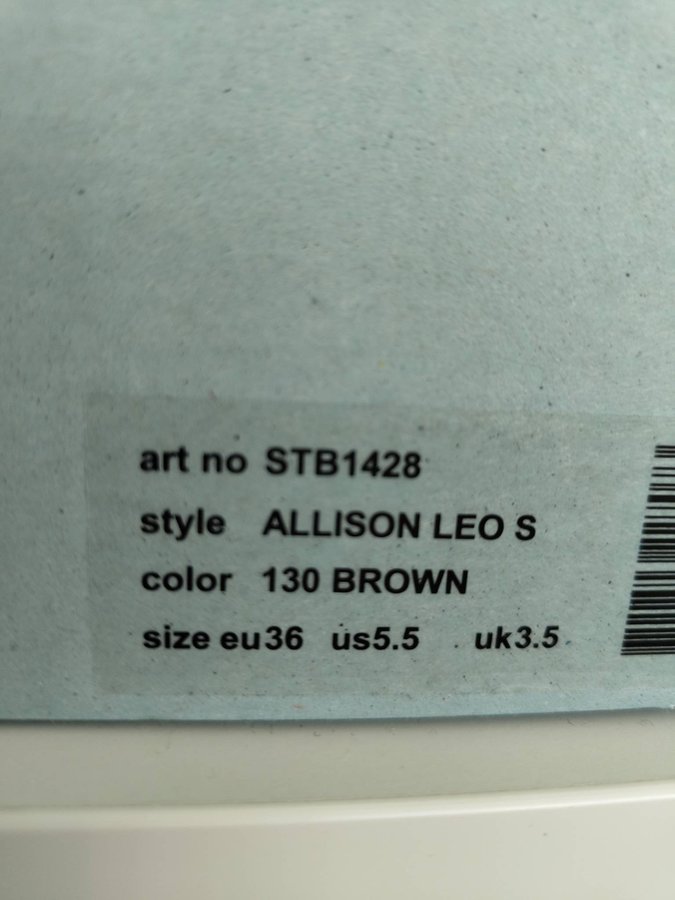 art no STB1428
style ALLISON LEO S
color 130 BROWN
size eu36 us5.5 uk3.5